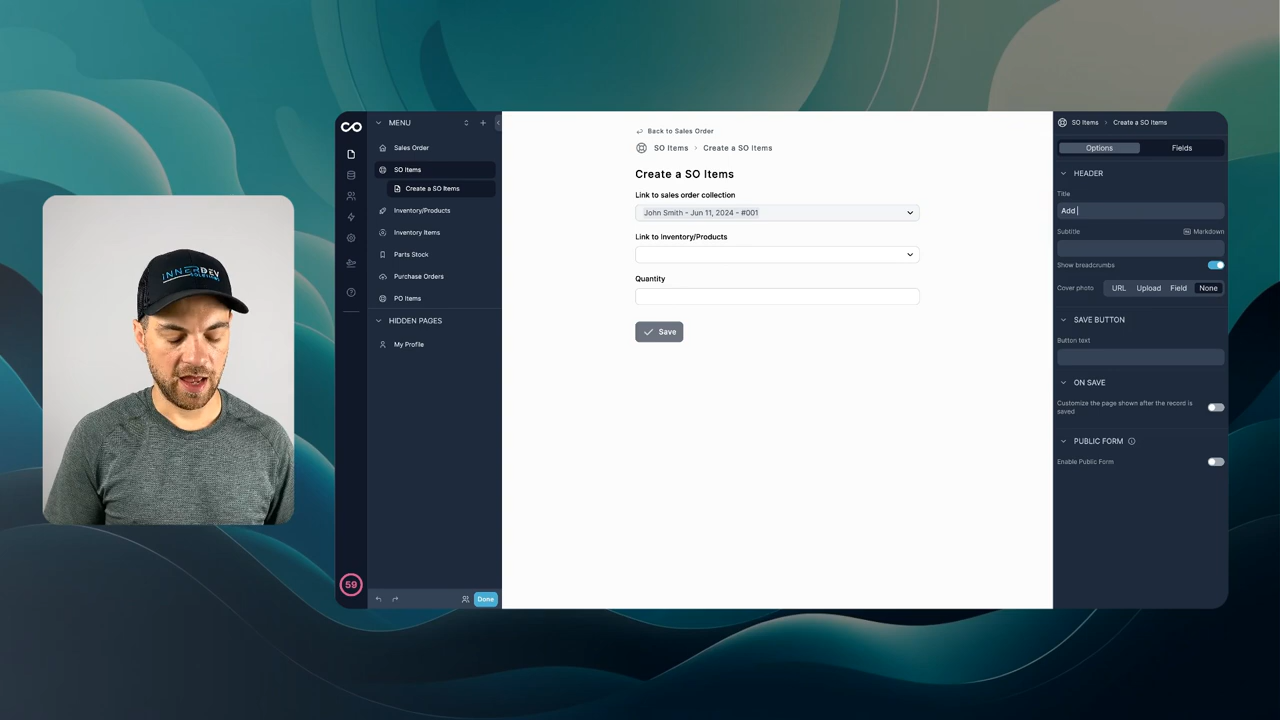 INNERDEV
SOLUTIONS
MENU
Sales Order
SO Items
Create a SO Items
Inventory/Products
Inventory Items
Parts Stock
Purchase Orders
PO Items
HIDDEN PAGES
My Profile
59
Done
Back to Sales Order
SO Items > Create a SO Items
Create a SO Items
Link to sales order collection
John Smith - Jun 11, 2024 - #001
Link to Inventory/Products
Quantity
Save
SO Items > Create a SO Items
Options Fields
HEADER
Title
Add
Subtitle Markdown
Show breadcrumbs
Cover photo URL Upload Field None
SAVE BUTTON
Button text
ON SAVE
Customize the page shown after the record is
saved
PUBLIC FORM
Enable Public Form